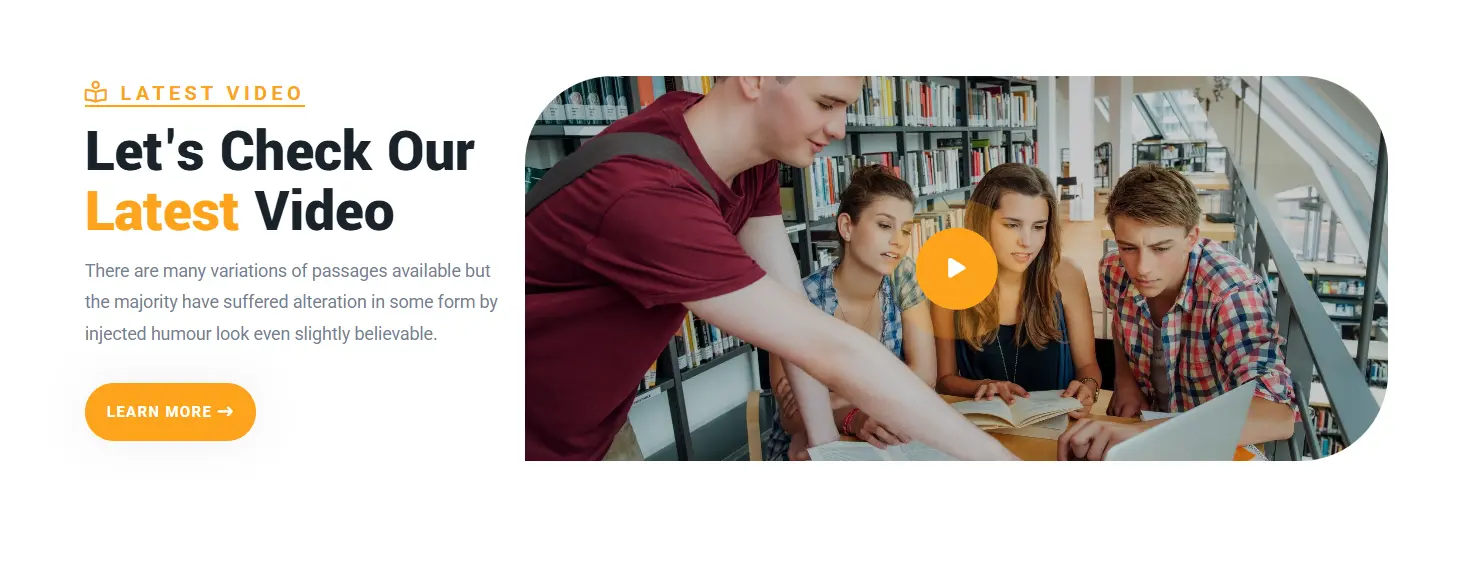 LATEST VIDEO
Let's Check Our
Latest Video
There are many variations of passages available but
the majority have suffered alteration in some form by
injected humour look even slightly believable.
LEARN MORE →